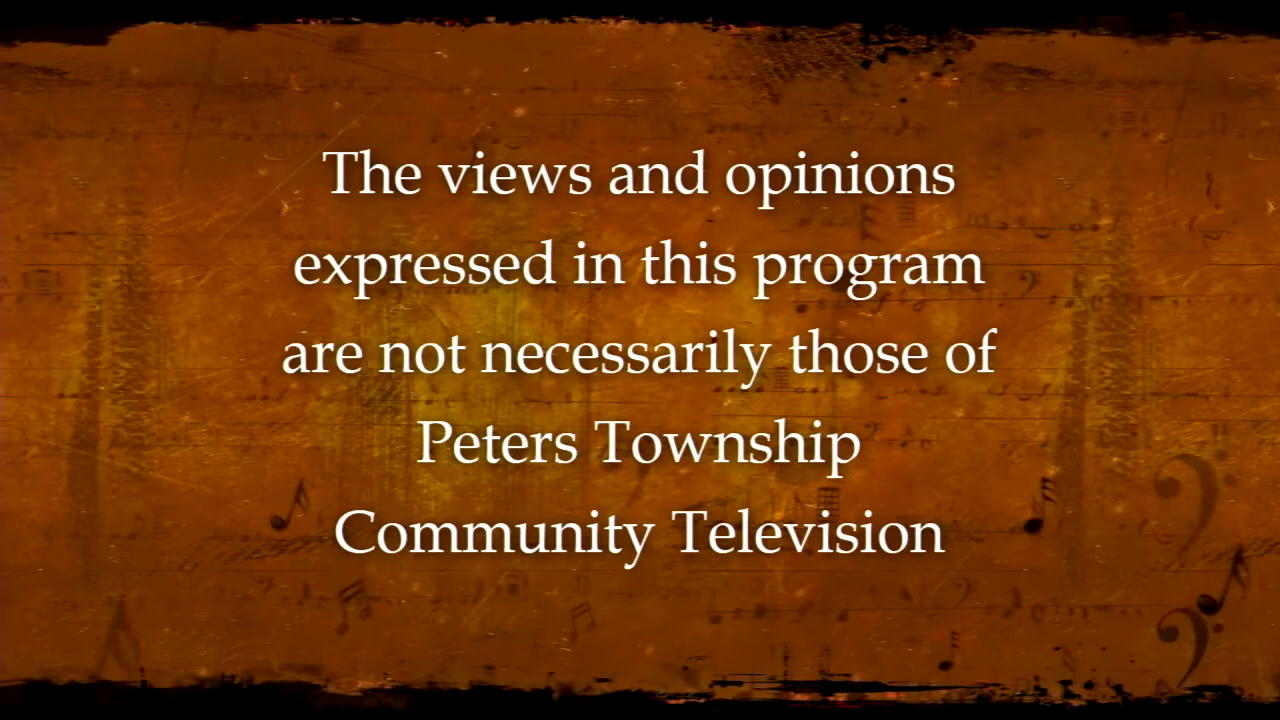 The views and opinions
expressed in this program
are not necessarily those of
Peters Township
Community Television